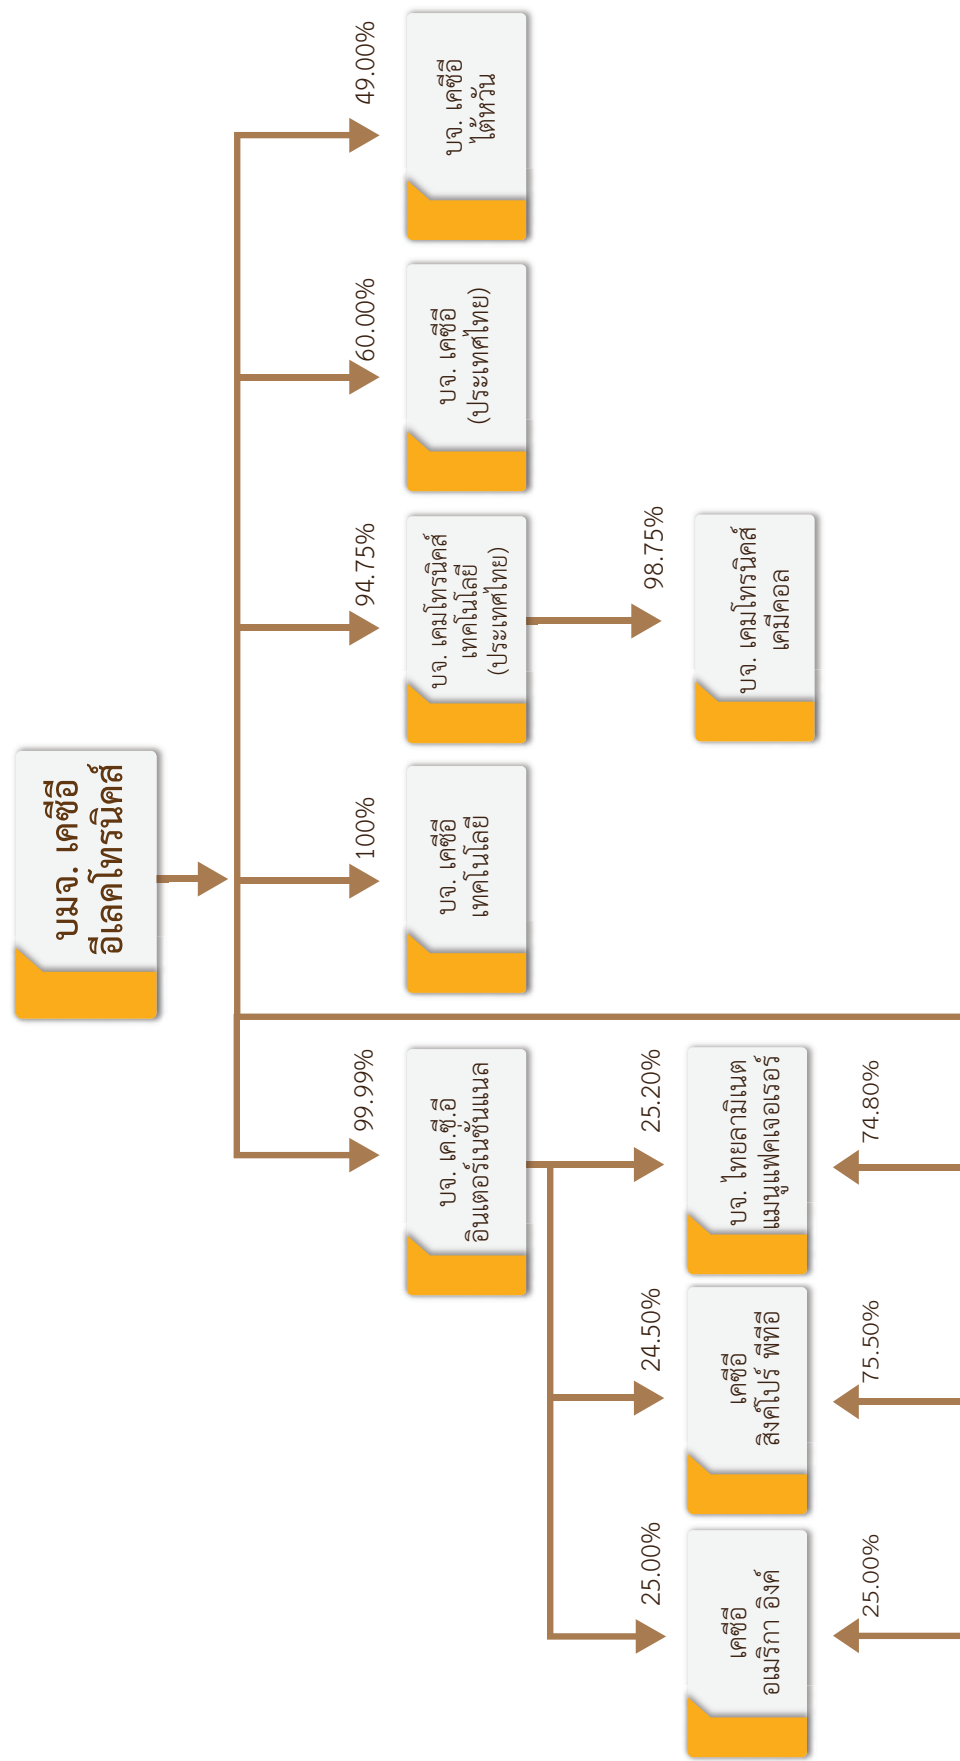 บมจ. เคซีอี
อีเลคโทรนิคส์
99.99%
100%
94.75%
60.00%
49.00%
บจ. เค.ซี.อี
อินเตอร์เนชั่นแนล
บจ. เคซีอี
เทคโนโลยี
บจ. เคมโทรนิคส์
เทคโนโลยี
(ประเทศไทย)
บจ. เคซีอี
(ประเทศไทย)
บจ. เคซีอี
ไต้หวัน
25.00%
24.50%
25.20%
98.75%
เคซีอี
อเมริกา อิงค์
เคซีอี
สิงค์โปร์ พีทีอี
บจ. ไทยลามิเนต
แมนูแฟคเจอเรอร์
บจ. เคมโทรนิคส์
เคมีคอล
25.00%
75.50%
74.80%